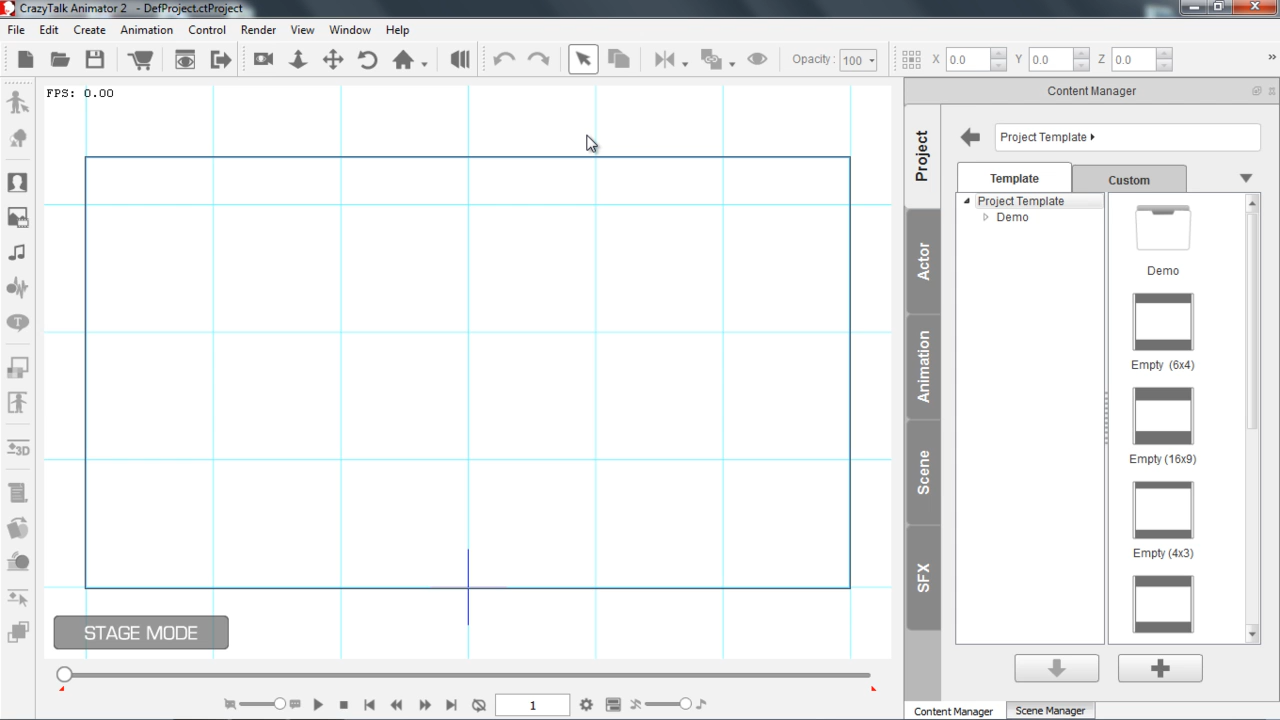 CrazyTalk Animator 2 - DefProject.ctProject
File Edit Create Animation Control Render View Window Help
Opacity : 100 X 0.0 Y 0.0 Z 0.0 »
FPS: 0.00
Content Manager
Project Template
Template Custom
Project Template
Demo
Demo
Empty (6x4)
Empty (16x9)
Empty (4x3)
Project
Actor
Animation
Scene
SFX
3D
STAGE MODE
1
Content Manager Scene Manager